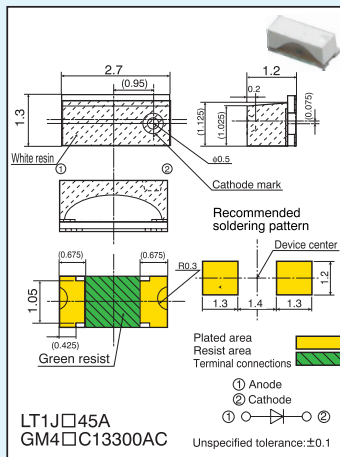 2.7
(0.95)
1.3
White resin
①
②
ø0.5
Cathode mark
1.2
0.2
(1.125)
(1.025)
(0.075)
Recommended
soldering pattern
Device center
1.2
1.3
1.4
1.3
(0.675)
(0.675)
R0.3
1.05
(0.425)
Green resist
Plated area
Resist area
Terminal connections
① Anode
② Cathode
①
②
LT1J□45A
GM4□C13300AC
Unspecified tolerance:±0.1